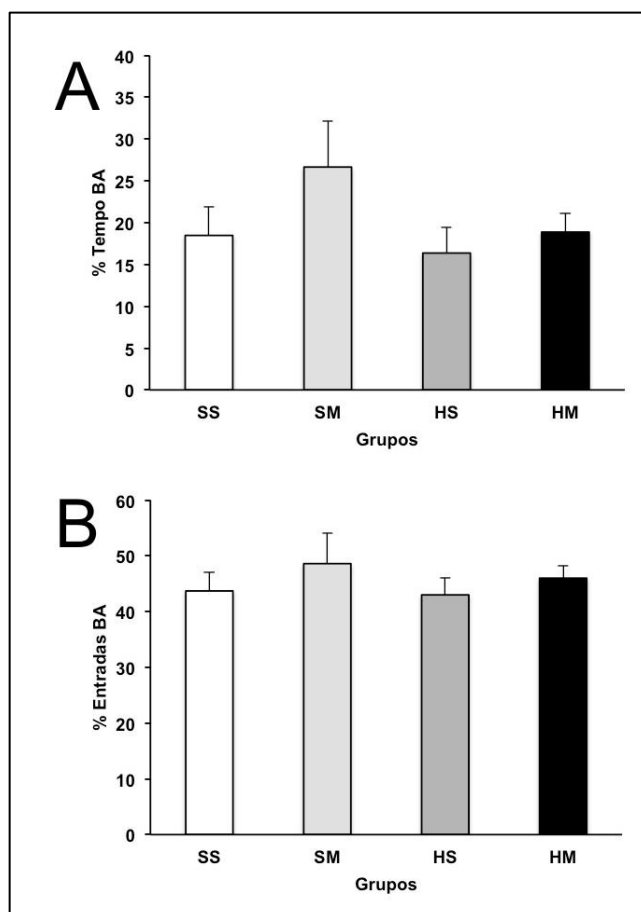 A
% Tempo BA
40
35
30
25
20
15
10
5
0
SS SM HS HM
Grupos
B
% Entradas BA
60
50
40
30
20
10
0
SS SM HS HM
Grupos